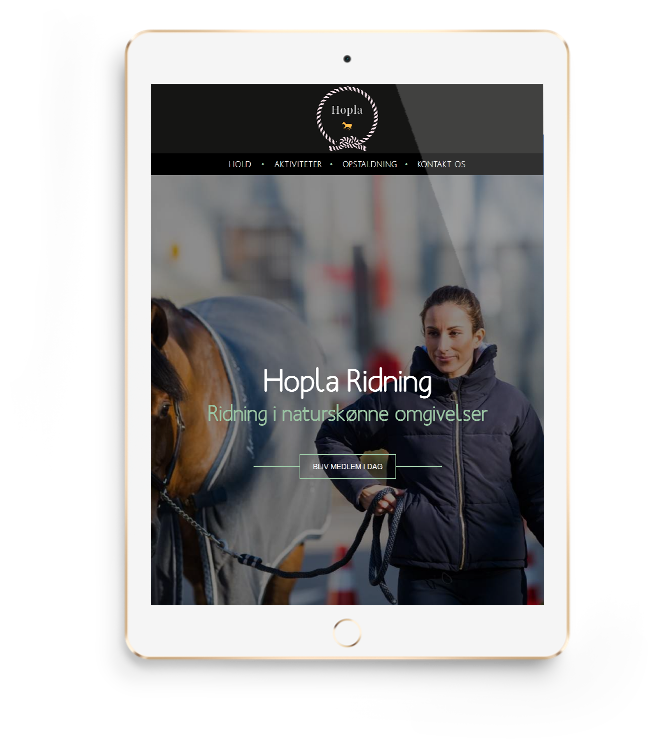 Hopla
HOLD • AKTIVITETER • OPSTALDNING • KONTAKT OS
Hopla Ridning
Ridning i naturskønne omgivelser
BLIV MEDLEM I DAG